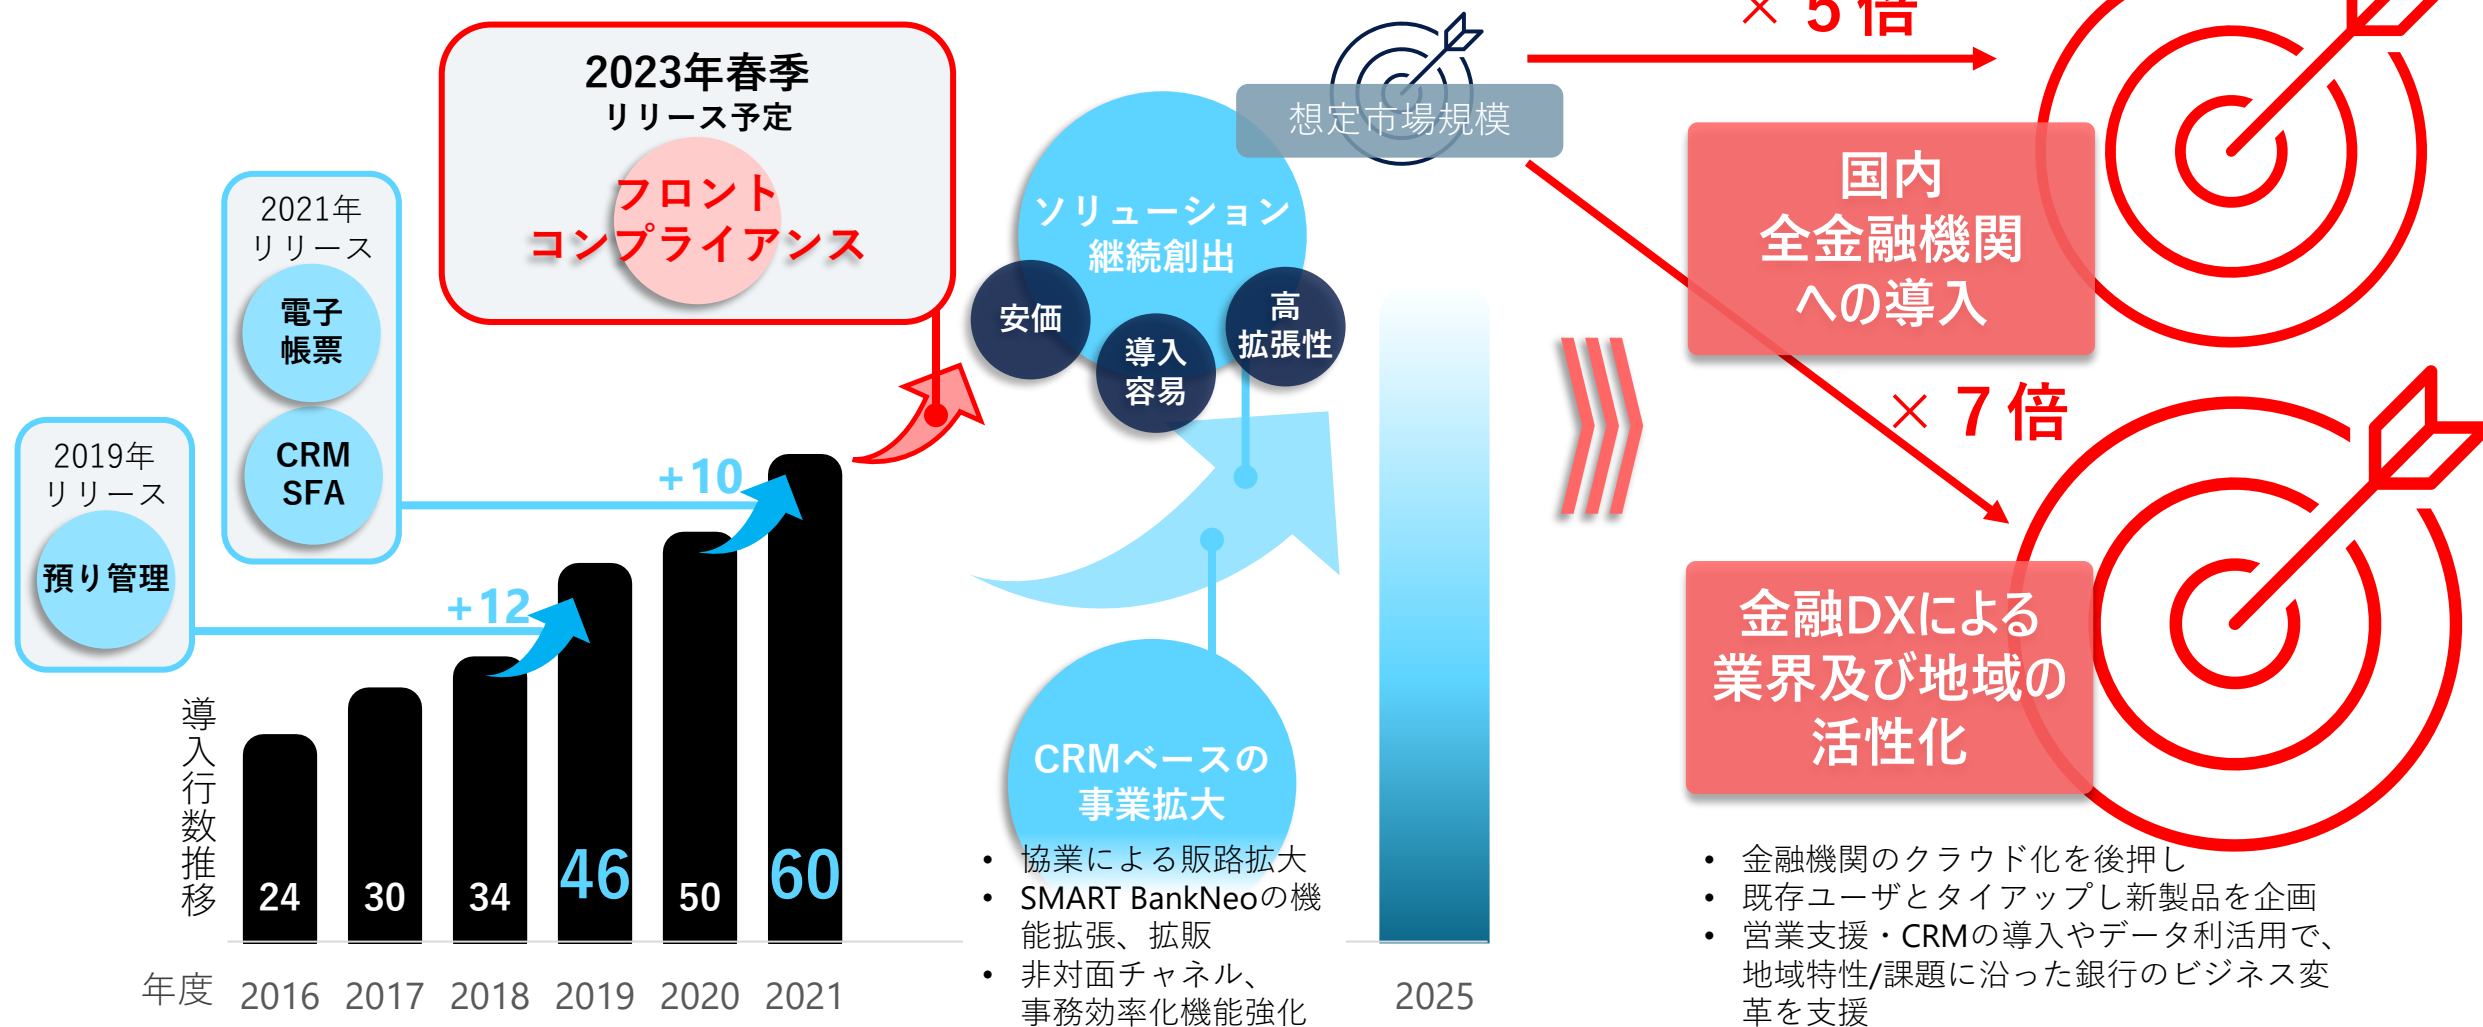 × 5 倍
2023年春季
リリース予定
フロント
コンプライアンス
想定市場規模
2021年
リリース
電子
帳票
CRM
SFA
2019年
リリース
預り管理
ソリューション
継続創出
安価
導入
容易
高
拡張性
国内
全金融機関
への導入
× 7 倍
金融DXによる
業界及び地域の
活性化
+12
+10
導入行数推移
24
30
34
46
50
60
年度
2016
2017
2018
2019
2020
2021
2025
CRMベースの
事業拡大
• 協業による販路拡大
• SMART BankNeoの機
能拡張、拡販
• 非対面チャネル、
事務効率化機能強化
• 金融機関のクラウド化を後押し
• 既存ユーザとタイアップし新製品を企画
• 営業支援・CRMの導入やデータ利活用で、
地域特性/課題に沿った銀行のビジネス変
革を支援